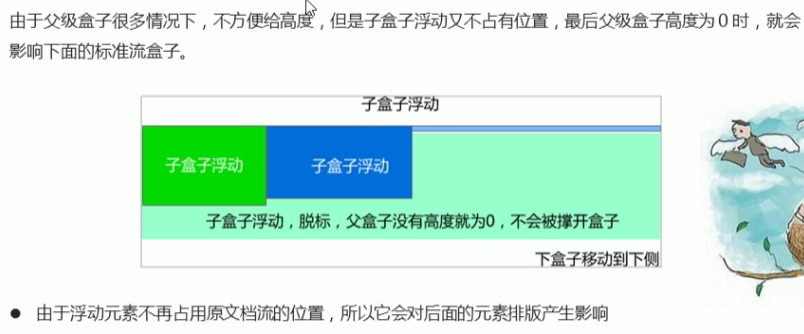 由于父级盒子很多情况下，不方便给高度，但是子盒子浮动又不占有位置，最后父级盒子高度为0时，就会
影响下面的标准流盒子。
子盒子浮动
子盒子浮动
子盒子浮动
子盒子浮动，脱标，父盒子没有高度就为0，不会被撑开盒子
下盒子移动到下侧
● 由于浮动元素不再占用原文档流的位置，所以它会对后面的元素排版产生影响